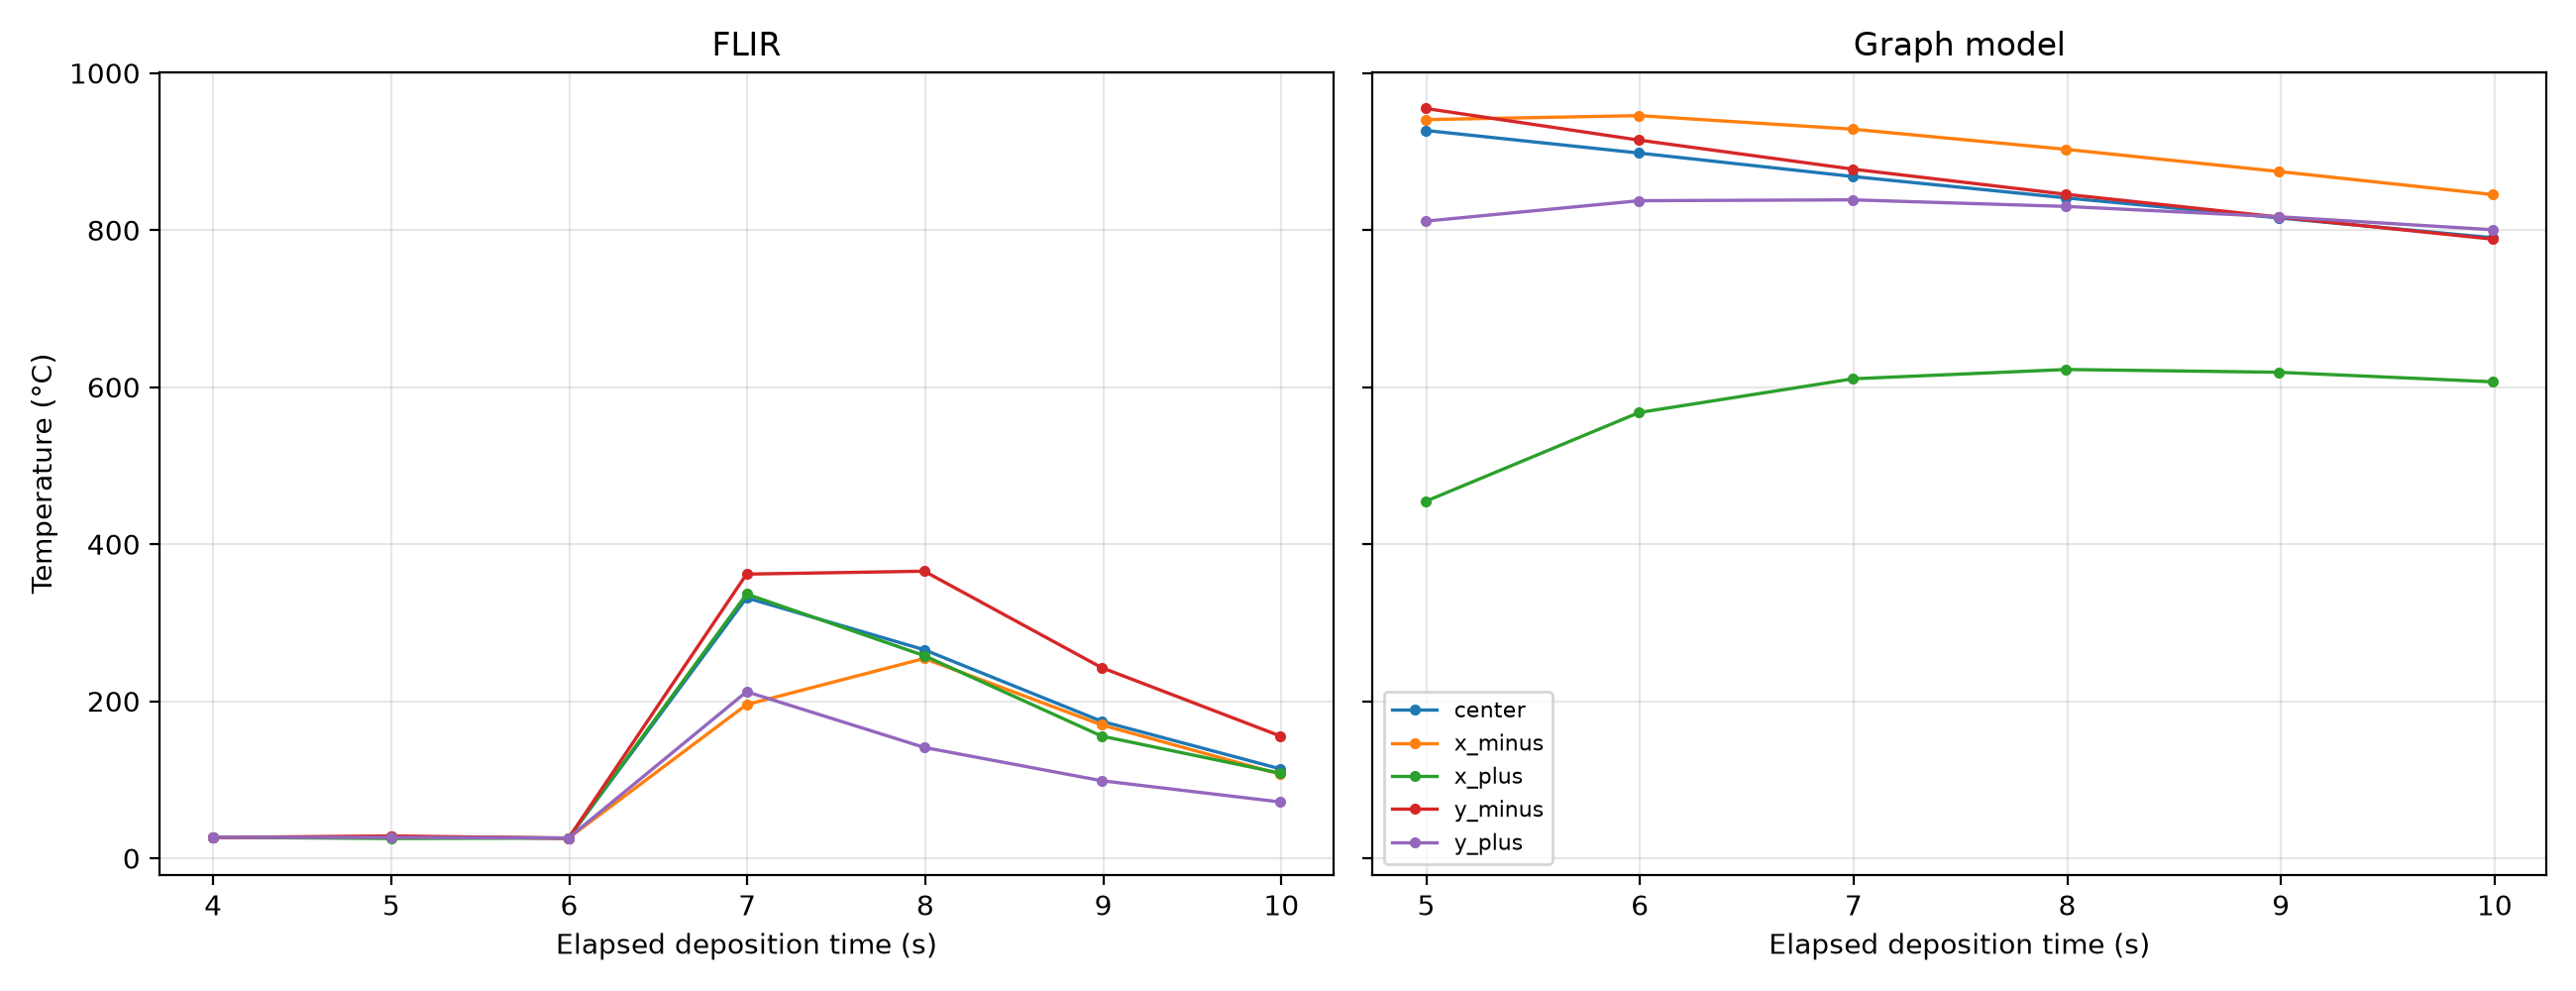 FLIR
Graph model
Temperature (°C)
1000
800
600
400
200
0
4 5 6 7 8 9 10
5 6 7 8 9 10
Elapsed deposition time (s)
Elapsed deposition time (s)
center
x_minus
x_plus
y_minus
y_plus